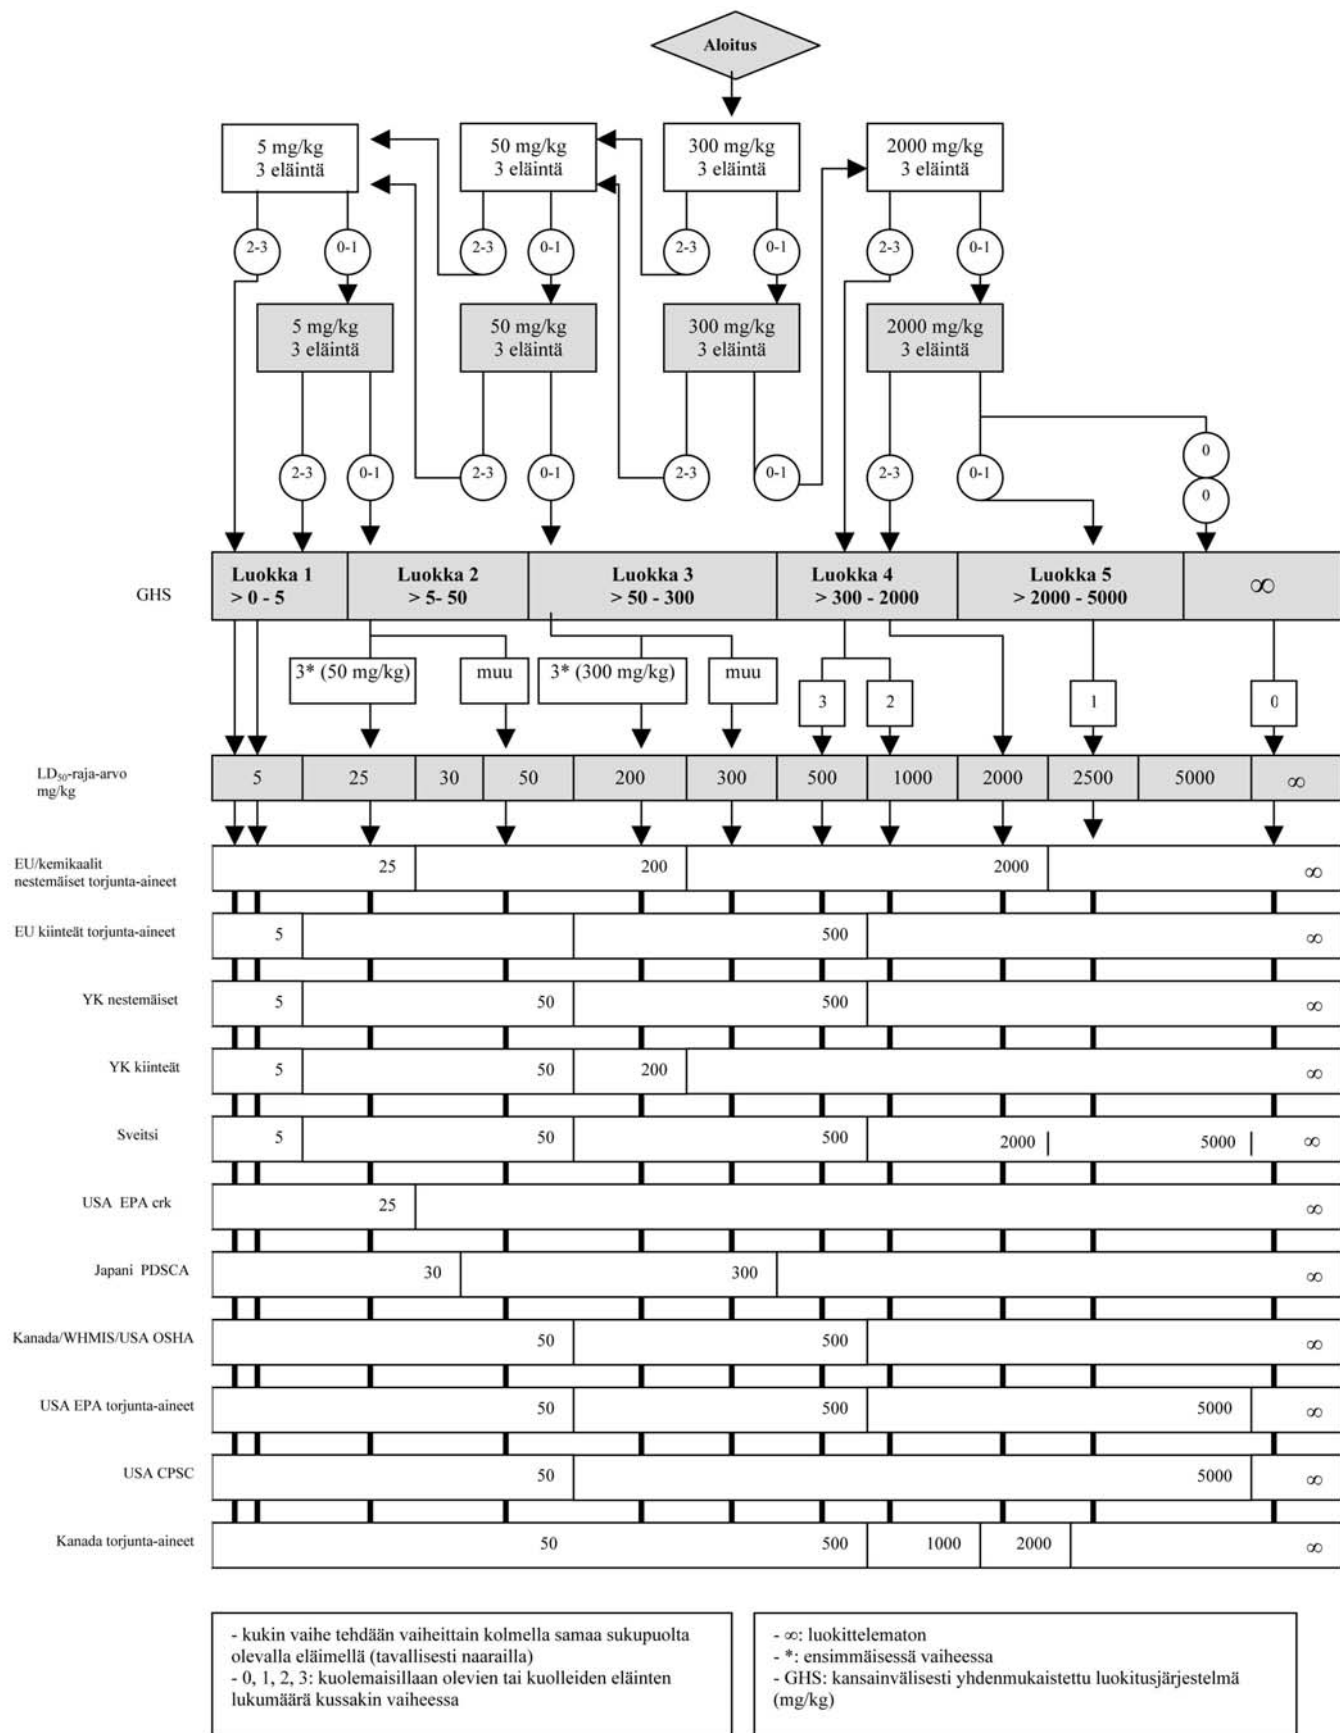 Aloitus
5 mg/kg
3 eläintä
50 mg/kg
3 eläintä
300 mg/kg
3 eläintä
2000 mg/kg
3 eläintä
2-3
0-1
2-3
0-1
2-3
0-1
2-3
0-1
5 mg/kg
3 eläintä
50 mg/kg
3 eläintä
300 mg/kg
3 eläintä
2000 mg/kg
3 eläintä
0
2-3
0-1
2-3
0-1
2-3
0-1
2-3
0-1
0
GHS
Luokka 1
> 0 - 5
Luokka 2
> 5- 50
Luokka 3
> 50 - 300
Luokka 4
> 300 - 2000
Luokka 5
> 2000 - 5000
∞
3* (50 mg/kg)
muu
3* (300 mg/kg)
muu
3
2
1
0
LD₅₀-raja-arvo
mg/kg
5 25 30 50 200 300 500 1000 2000 2500 5000 ∞
EU/kemikaalit
nestemäiset torjunta-aineet
25 200 2000 ∞
EU kiinteät torjunta-aineet 5 500 ∞
YK nestemäiset 5 50 500 ∞
YK kiinteät 5 50 200 ∞
Sveitsi 5 50 500 2000 5000 ∞
USA EPA crk 25 ∞
Japani PDSCA 30 300 ∞
Kanada/WHMIS/USA OSHA 50 500 ∞
USA EPA torjunta-aineet 50 500 5000 ∞
USA CPSC 50 5000 ∞
Kanada torjunta-aineet 50 500 1000 2000 ∞
- kukin vaihe tehdään vaiheittain kolmella samaa sukupuolta
olevalla eläimellä (tavallisesti naarailla)
- 0, 1, 2, 3: kuolemaisillaan olevien tai kuolleiden eläinten
lukumäärä kussakin vaiheessa
- ∞: luokittelematon
- *: ensimmäisessä vaiheessa
- GHS: kansainvälisesti yhdenmukaistettu luokitusjärjestelmä
(mg/kg)